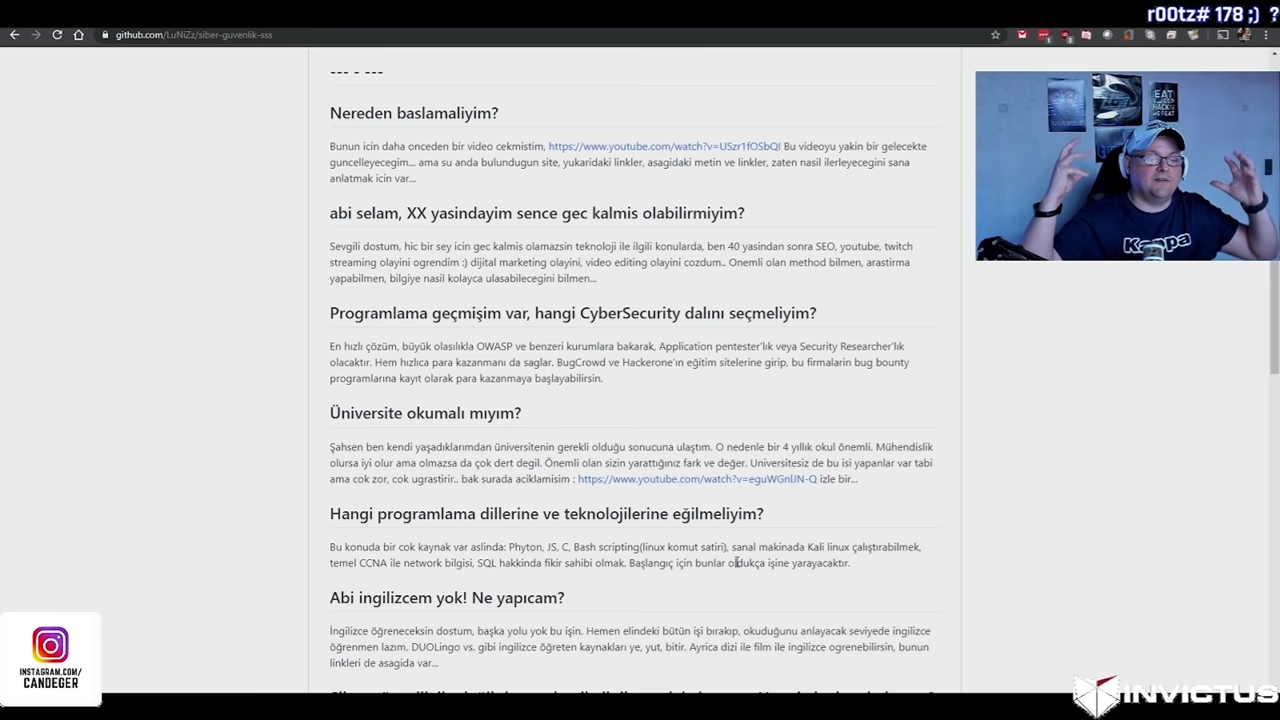 r00tz# 178 ;) ?
github.com/LuNiZz/siber-guvenlik-sss
--- - ---
Nereden baslamaliyim?
Bunun icin daha onceden bir video cekmistim, https://www.youtube.com/watch?v=USzr1fOSbQI Bu videoyu yakin bir gelecekte
guncelleyecegim... ama su anda bulundugun site, yukaridaki linkler, asagidaki metin ve linkler, zaten nasil ilerleyecegini sana
anlatmak icin var...
abi selam, XX yasindayim sence gec kalmis olabilirmiyim?
Sevgili dostum, hic bir sey icin gec kalmis olamazsin teknoloji ile ilgili konularda, ben 40 yasindan sonra SEO, youtube, twitch
streaming olayini ogrendim :) dijital marketing olayini, video editing olayini cozdum.. Onemli olan method bilmen, arastirma
yapabilmen, bilgiye nasil kolayca ulasabilecegini bilmen...
Programlama geçmişim var, hangi CyberSecurity dalını seçmeliyim?
En hızlı çözüm, büyük olasılıkla OWASP ve benzeri kurumlara bakarak, Application pentester'lık veya Security Researcher'lık
olacaktır. Hem hızlıca para kazanmanı da saglar. BugCrowd ve Hackerone'ın eğitim sitelerine girip, bu firmalarin bug bounty
programlarına kayıt olarak para kazanmaya başlayabilirsin.
Üniversite okumalı mıyım?
Şahsen ben kendi yaşadıklarımdan üniversitenin gerekli olduğu sonucuna ulaştım. O nedenle bir 4 yıllık okul önemli. Mühendislik
olursa iyi olur ama olmazsa da çok dert degil. Önemli olan sizin yarattığınız fark ve değer. Universitesiz de bu isi yapanlar var tabi
ama cok zor, cok ugrastirir.. bak surada aciklamisim : https://www.youtube.com/watch?v=eguWGnlJN-Q izle bir...
Hangi programlama dillerine ve teknolojilerine eğilmeliyim?
Bu konuda bir cok kaynak var aslinda: Phyton, JS, C, Bash scripting(linux komut satiri), sanal makinada Kali linux çalıştırabilmek,
temel CCNA ile network bilgisi, SQL hakkinda fikir sahibi olmak. Başlangıç için bunlar oldukça işine yarayacaktır.
Abi ingilizcem yok! Ne yapıcam?
İngilizce öğreneceksin dostum, başka yolu yok bu işin. Hemen elindeki bütün işi bırakıp, okuduğunu anlayacak seviyede ingilizce
öğrenmen lazım. DUOLingo vs. gibi ingilizce öğreten kaynakları ye, yut, bitir. Ayrica dizi ile film ile ingilizce ogrenebilirsin, bunun
linkleri de asagida var...
EAT
HACK
REPEAT
Kappa
INSTAGRAM.COM/
CANDEGER
INVICTUS